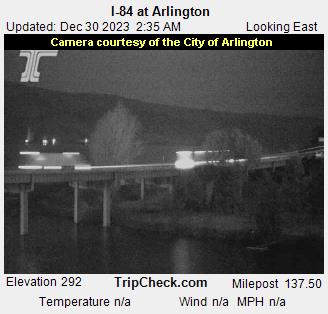 I-84 at Arlington
Updated: Dec 30 2023 2:35 AM Looking East
Camera courtesy of the City of Arlington
Elevation 292 TripCheck.com Milepost 137.50
Temperature n/a Wind n/a MPH n/a